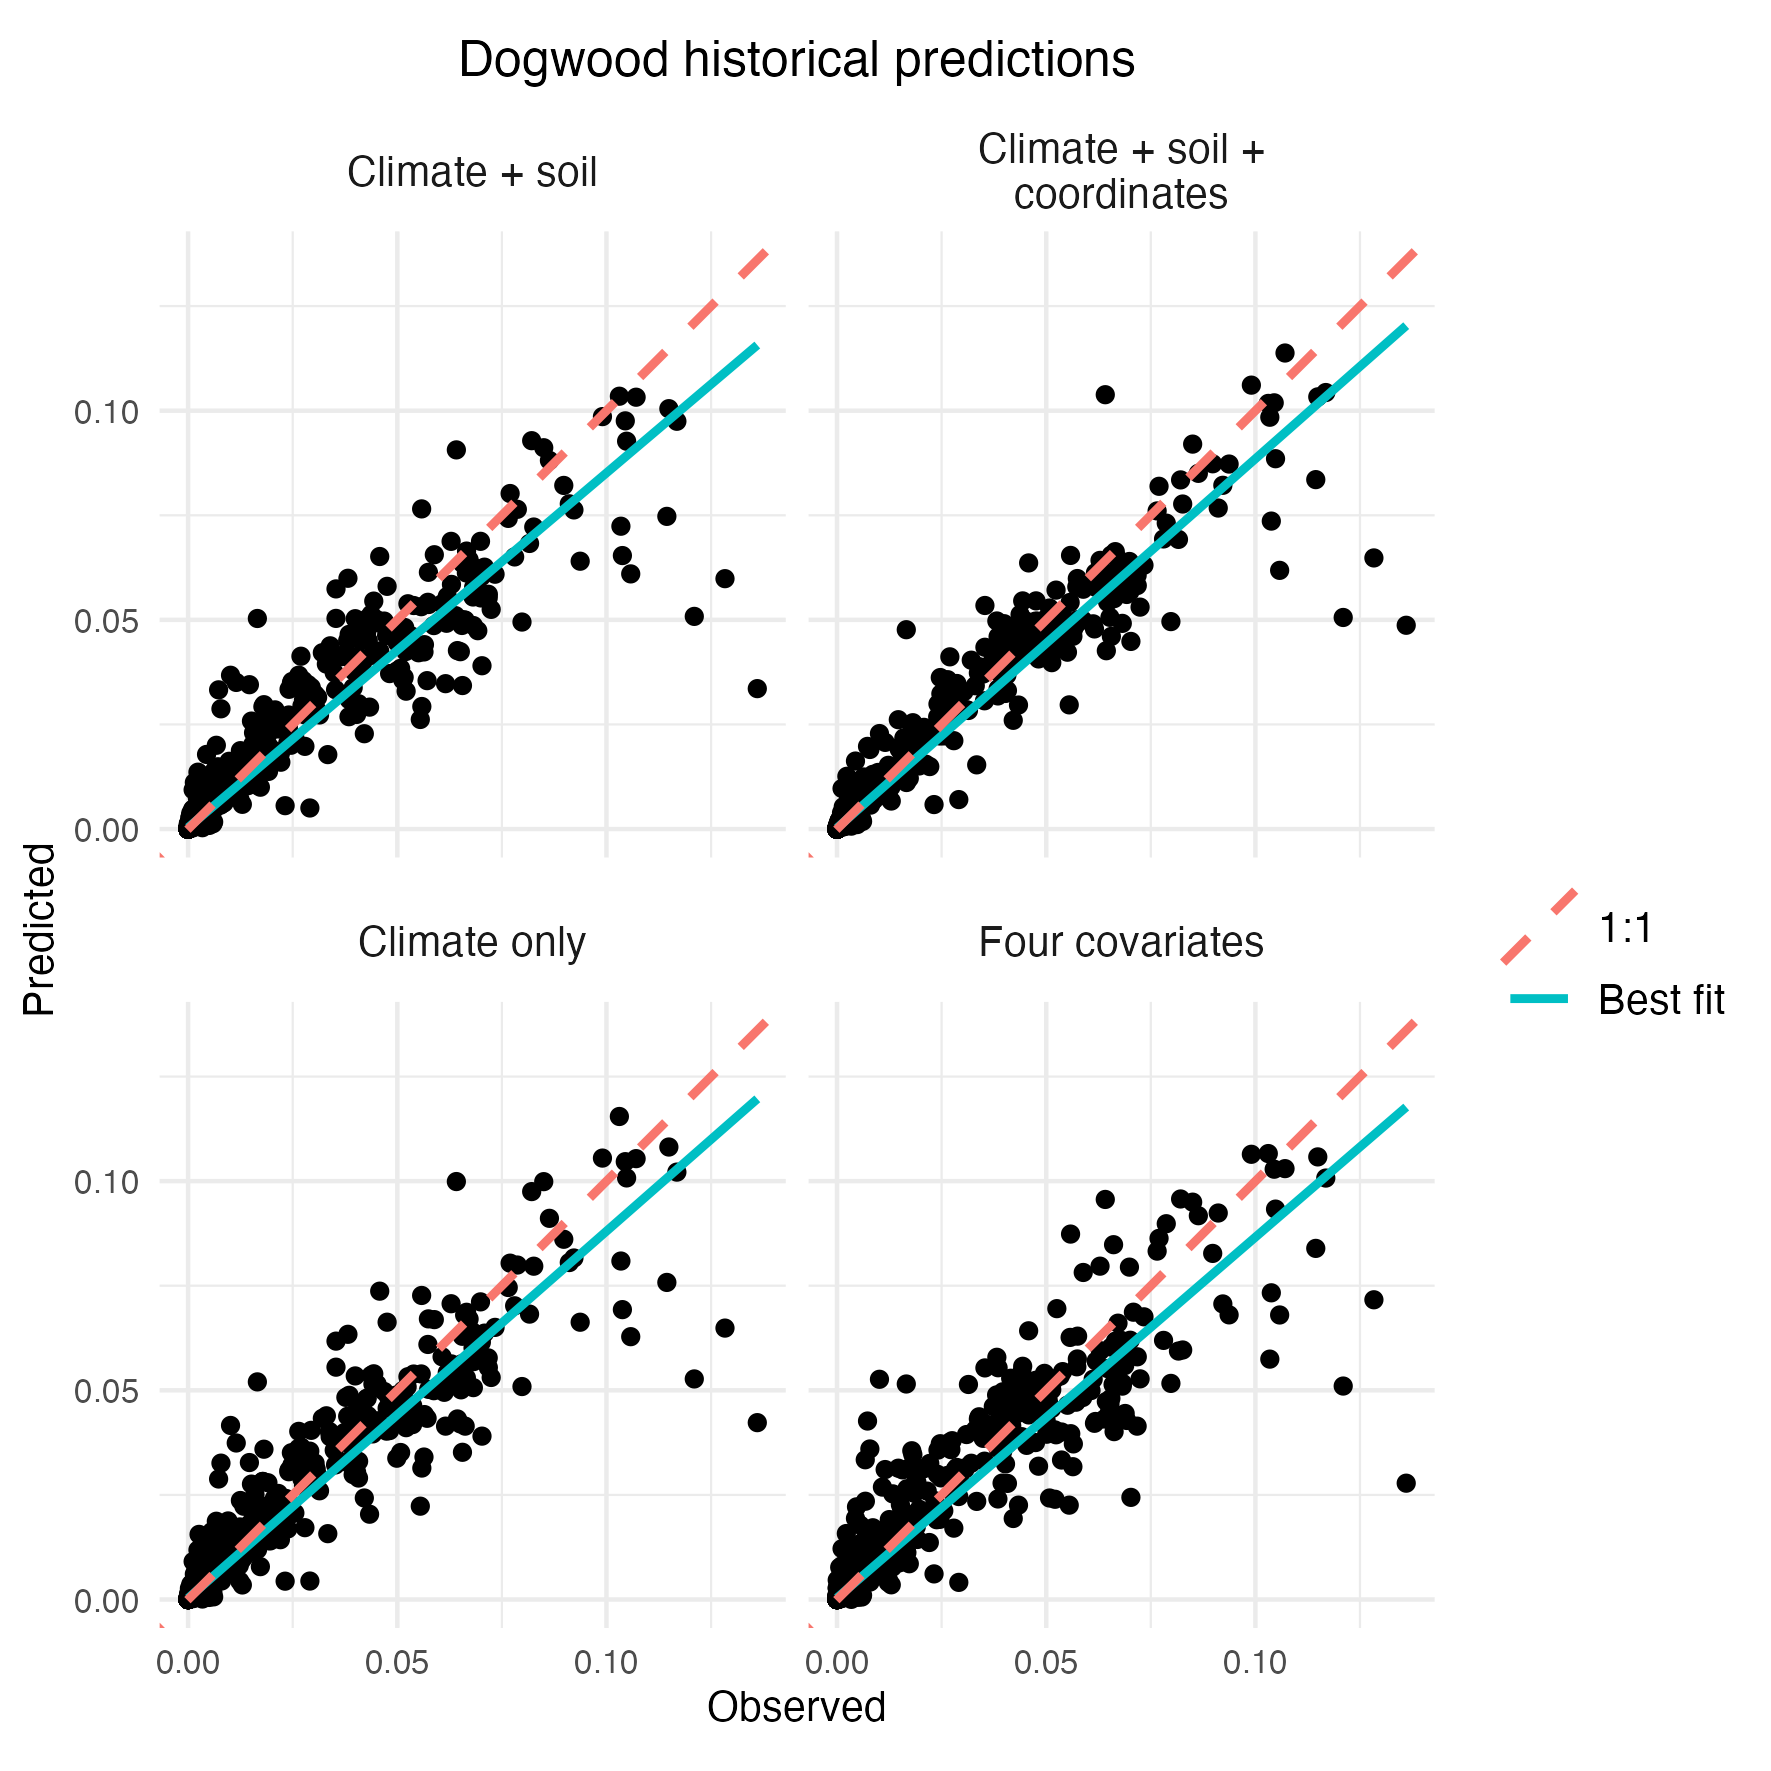 Dogwood historical predictions
Climate + soil
Climate + soil +
coordinates
0.10
0.05
0.00
Predicted
Climate only
Four covariates
0.10
0.05
0.00
0.00 0.05 0.10
0.00 0.05 0.10
Observed
1:1
Best fit